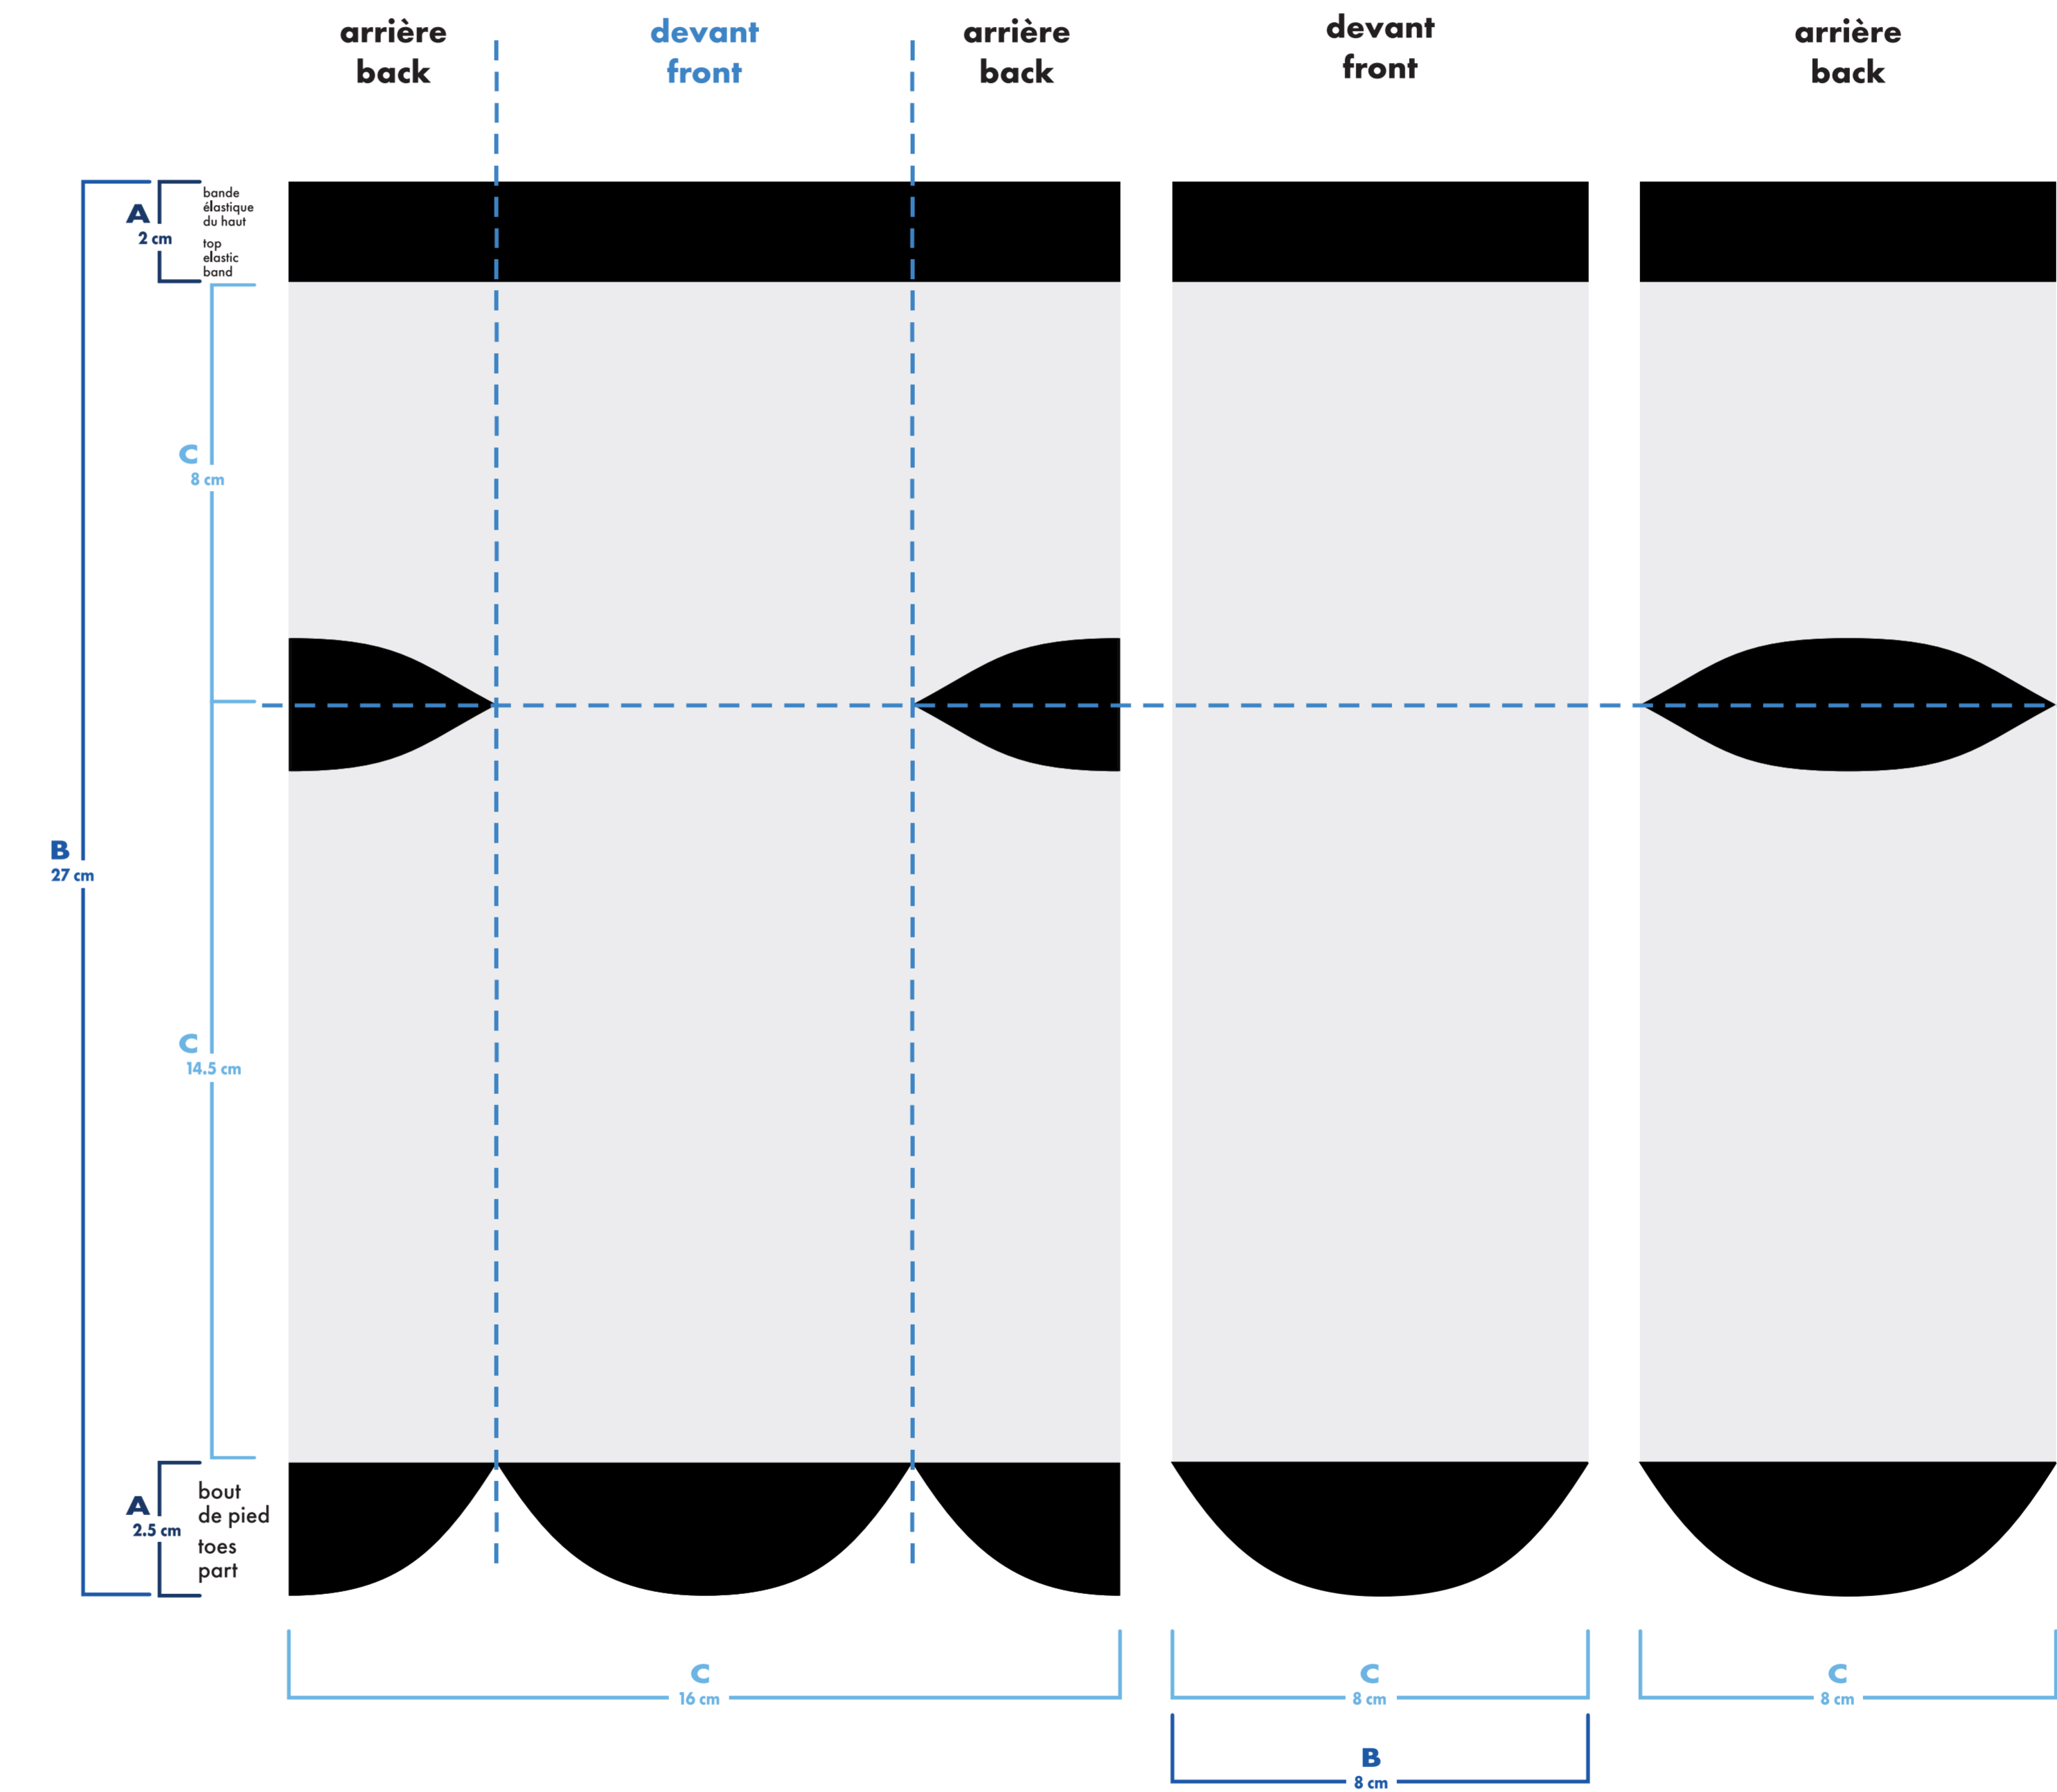 arrière
back
devant
front
arrière
back
devant
front
arrière
back
bande
élastique
du haut
top
elastic
band
A
2 cm
C
8 cm
B
27 cm
C
14.5 cm
A
2.5 cm
bout
de pied
toes
part
C
16 cm
C
8 cm
C
8 cm
B
8 cm